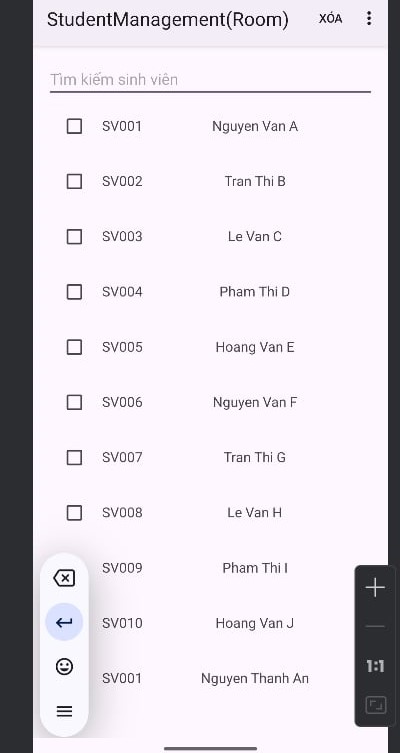 StudentManagement(Room) XÓA
Tìm kiếm sinh viên
SV001 Nguyen Van A
SV002 Tran Thi B
SV003 Le Van C
SV004 Pham Thi D
SV005 Hoang Van E
SV006 Nguyen Van F
SV007 Tran Thi G
SV008 Le Van H
SV009 Pham Thi I
SV010 Hoang Van J
1:1
SV001 Nguyen Thanh An